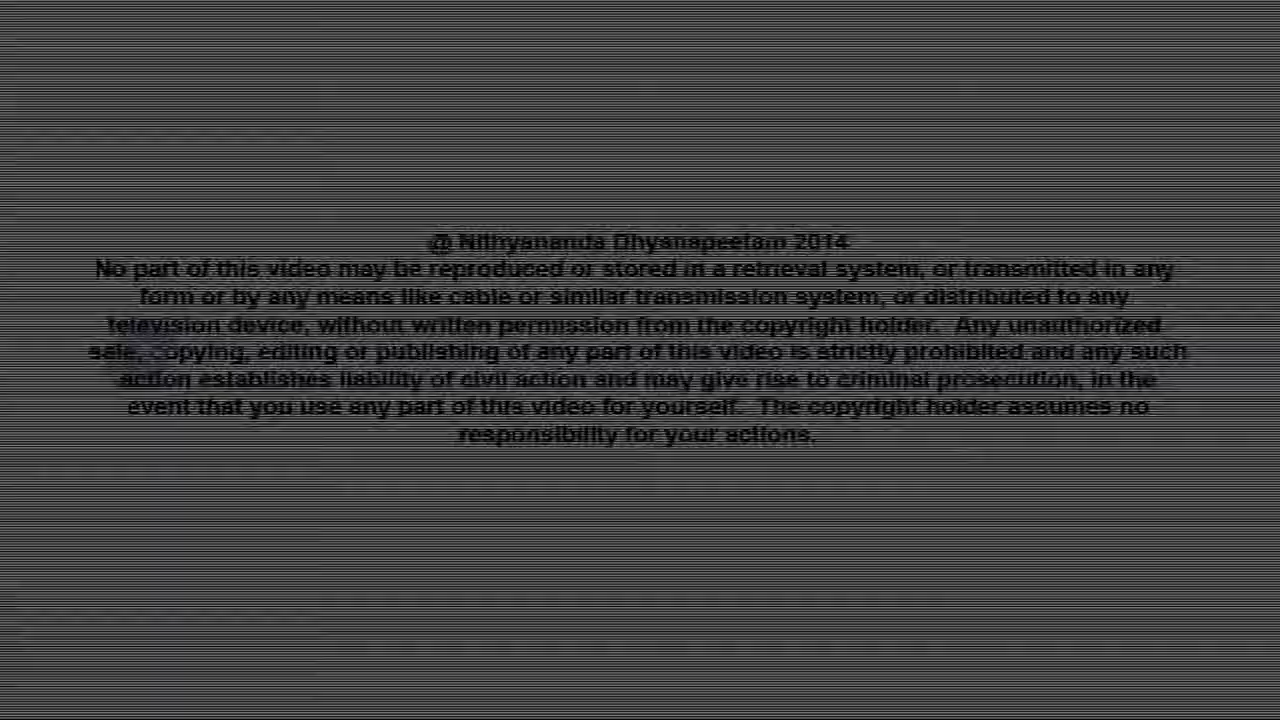 @ Nithyananda Dhyanapeetam 2014
No part of this video may be reproduced or stored in a retrieval system, or transmitted in any
form or by any means like cable or similar transmission system, or distributed to any
television device, without written permission from the copyright holder. Any unauthorized
sale, copying, editing or publishing of any part of this video is strictly prohibited and any such
action establishes liability of civil action and may give rise to criminal prosecution, in the
event that you use any part of this video for yourself. The copyright holder assumes no
responsibility for your actions.